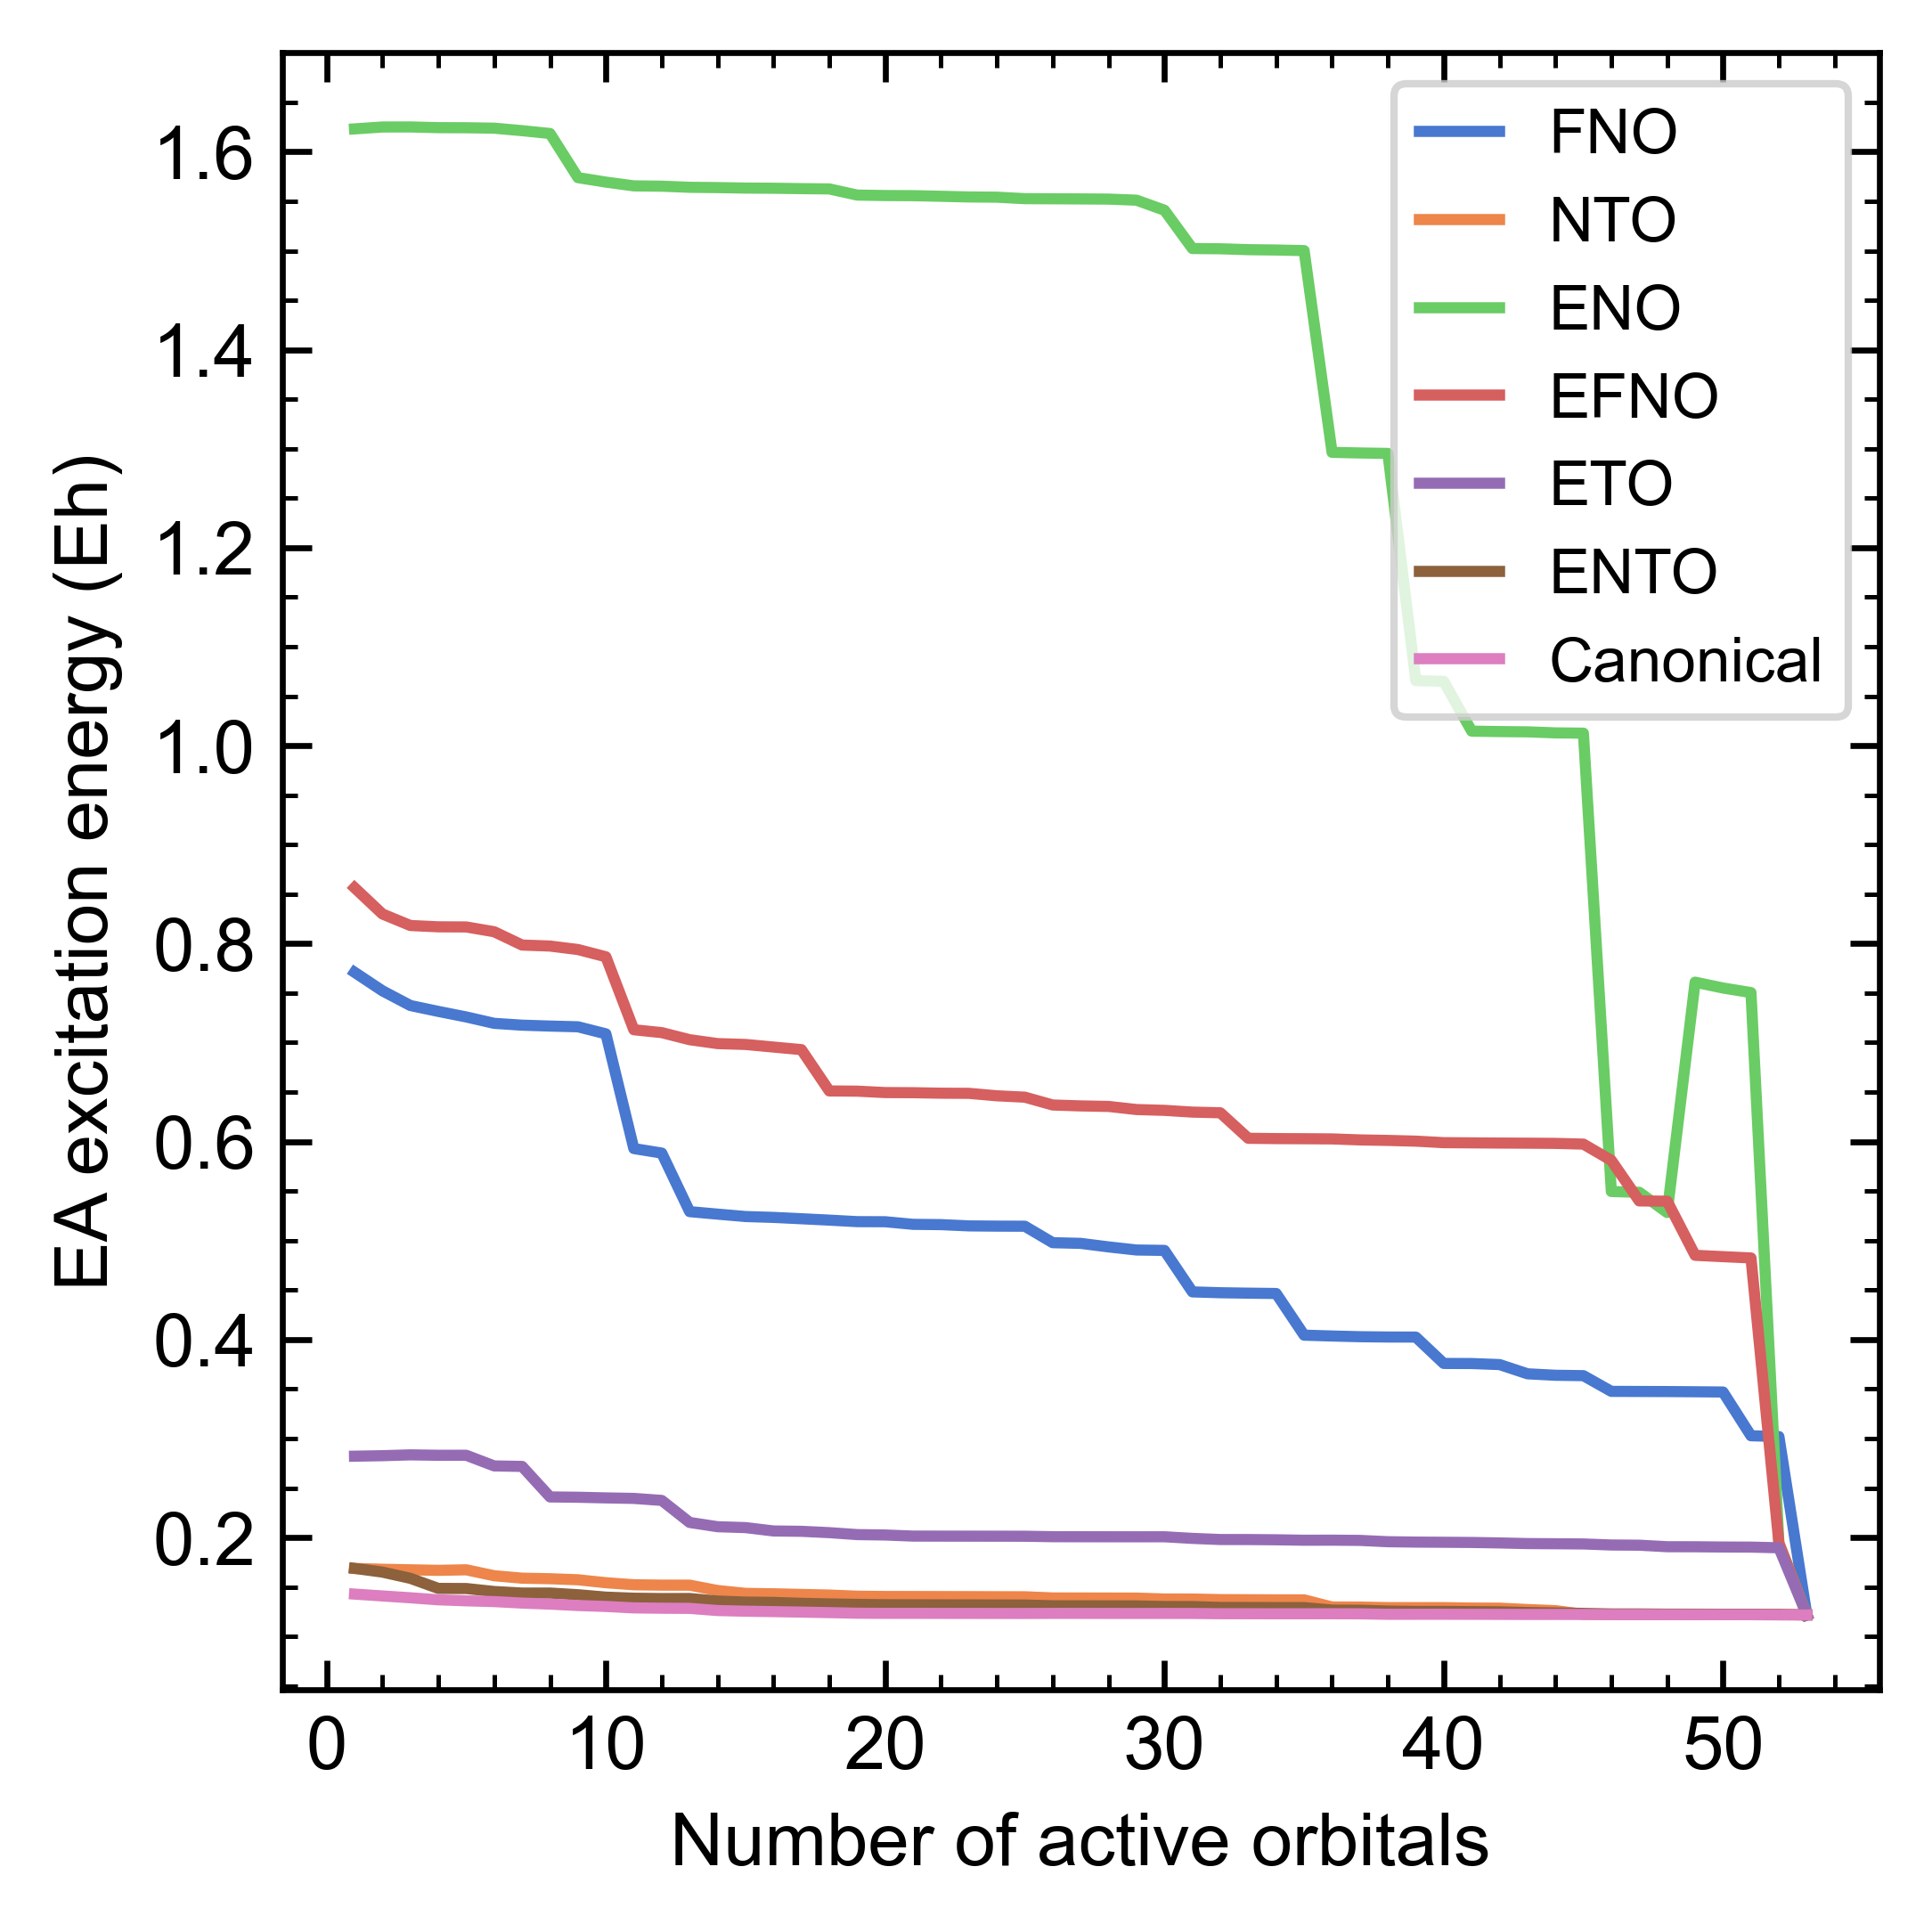 EA excitation energy (Eh)
1.6
1.4
1.2
1.0
0.8
0.6
0.4
0.2
FNO
NTO
ENO
EFNO
ETO
ENTO
Canonical
0 10 20 30 40 50
Number of active orbitals